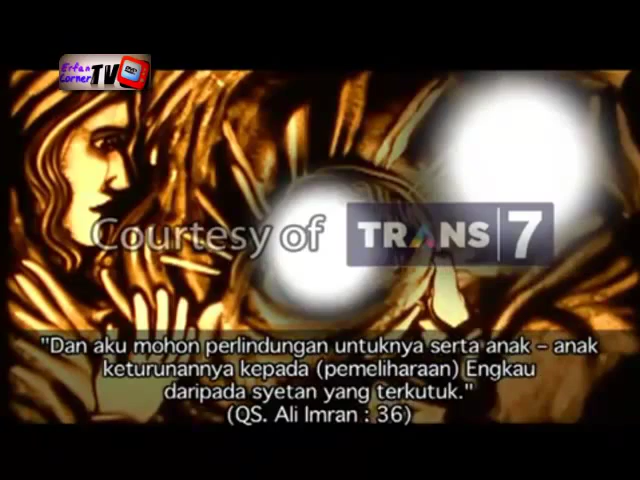 Erfan
Corner TV
Courtesy of TRANS 7
"Dan aku mohon perlindungan untuknya serta anak – anak
keturunannya kepada (pemeliharaan) Engkau
daripada syetan yang terkutuk."
(QS. Ali Imran : 36)